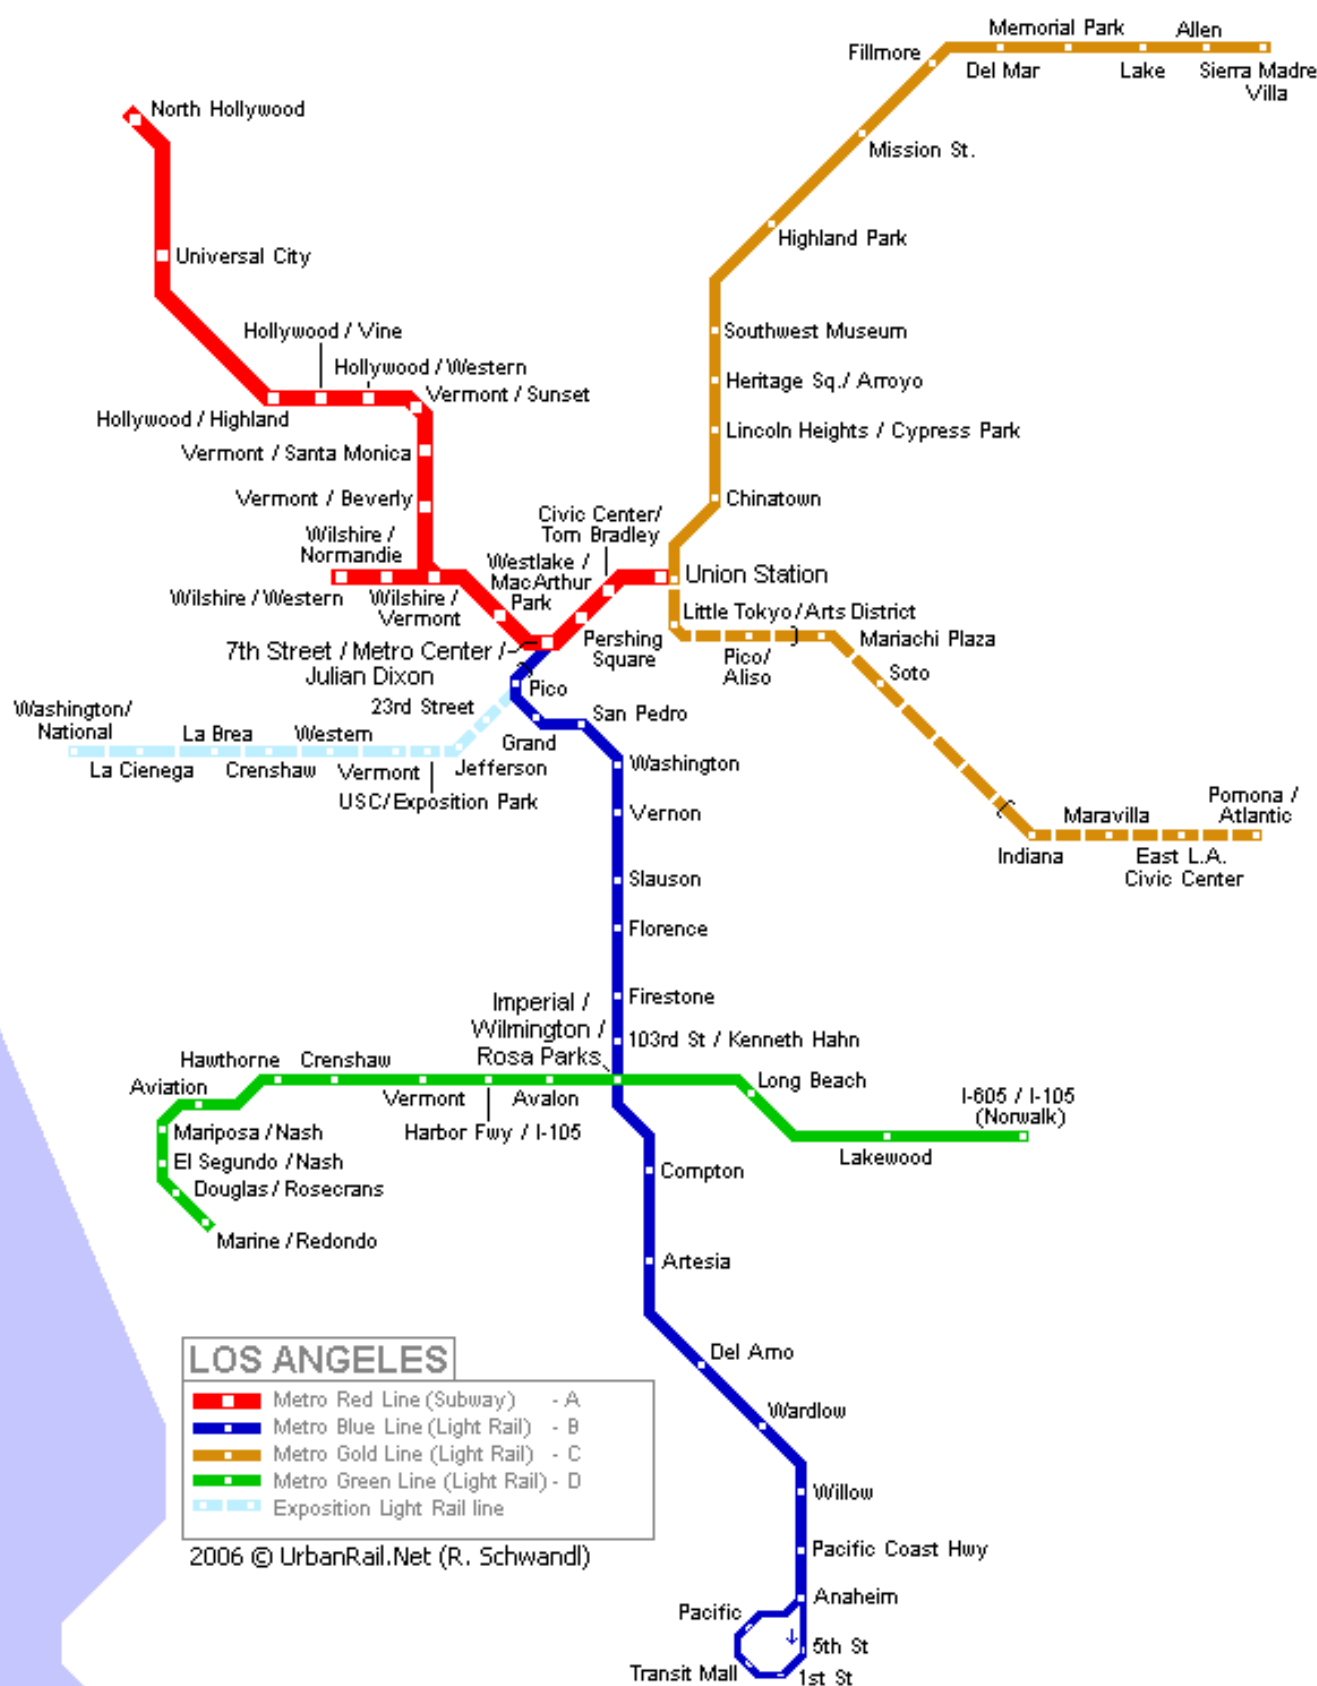 Memorial Park
Allen
Fillmore
Del Mar
Lake
Sierra Madre
Villa
North Hollywood
Mission St.
Highland Park
Universal City
Hollywood / Vine
Southwest Museum
Hollywood / Western
Heritage Sq./ Arroyo
Vermont / Sunset
Hollywood / Highland
Lincoln Heights / Cypress Park
Vermont / Santa Monica
Vermont / Beverly
Chinatown
Civic Center/
Tom Bradley
Wilshire /
Normandie
Westlake /
MacArthur
Park
Union Station
Wilshire / Western
Wilshire /
Vermont
Little Tokyo/Arts District
Pershing
Square
Mariachi Plaza
7th Street / Metro Center /
Julian Dixon
Pico/
Aliso
Soto
Pico
23rd Street
San Pedro
Washington/
National
La Brea
Western
Grand
La Cienega
Crenshaw
Vermont
Jefferson
Washington
USC/Exposition Park
Vernon
Pomona /
Atlantic
Maravilla
Indiana
East L.A.
Civic Center
Slauson
Florence
Firestone
Imperial /
Wilmington /
Rosa Parks
103rd St / Kenneth Hahn
Hawthorne
Crenshaw
Aviation
Vermont
Avalon
Long Beach
I-605 / I-105
(Norwalk)
Mariposa / Nash
Harbor Fwy / I-105
El Segundo / Nash
Lakewood
Compton
Douglas / Rosecrans
Marine / Redondo
Artesia
Del Amo
LOS ANGELES
Metro Red Line (Subway) - A
Metro Blue Line (Light Rail) - B
Metro Gold Line (Light Rail) - C
Metro Green Line (Light Rail) - D
Exposition Light Rail line
2006 © UrbanRail.Net (R. Schwandl)
Wardlow
Willow
Pacific Coast Hwy
Anaheim
Pacific
5th St
Transit Mall
1st St